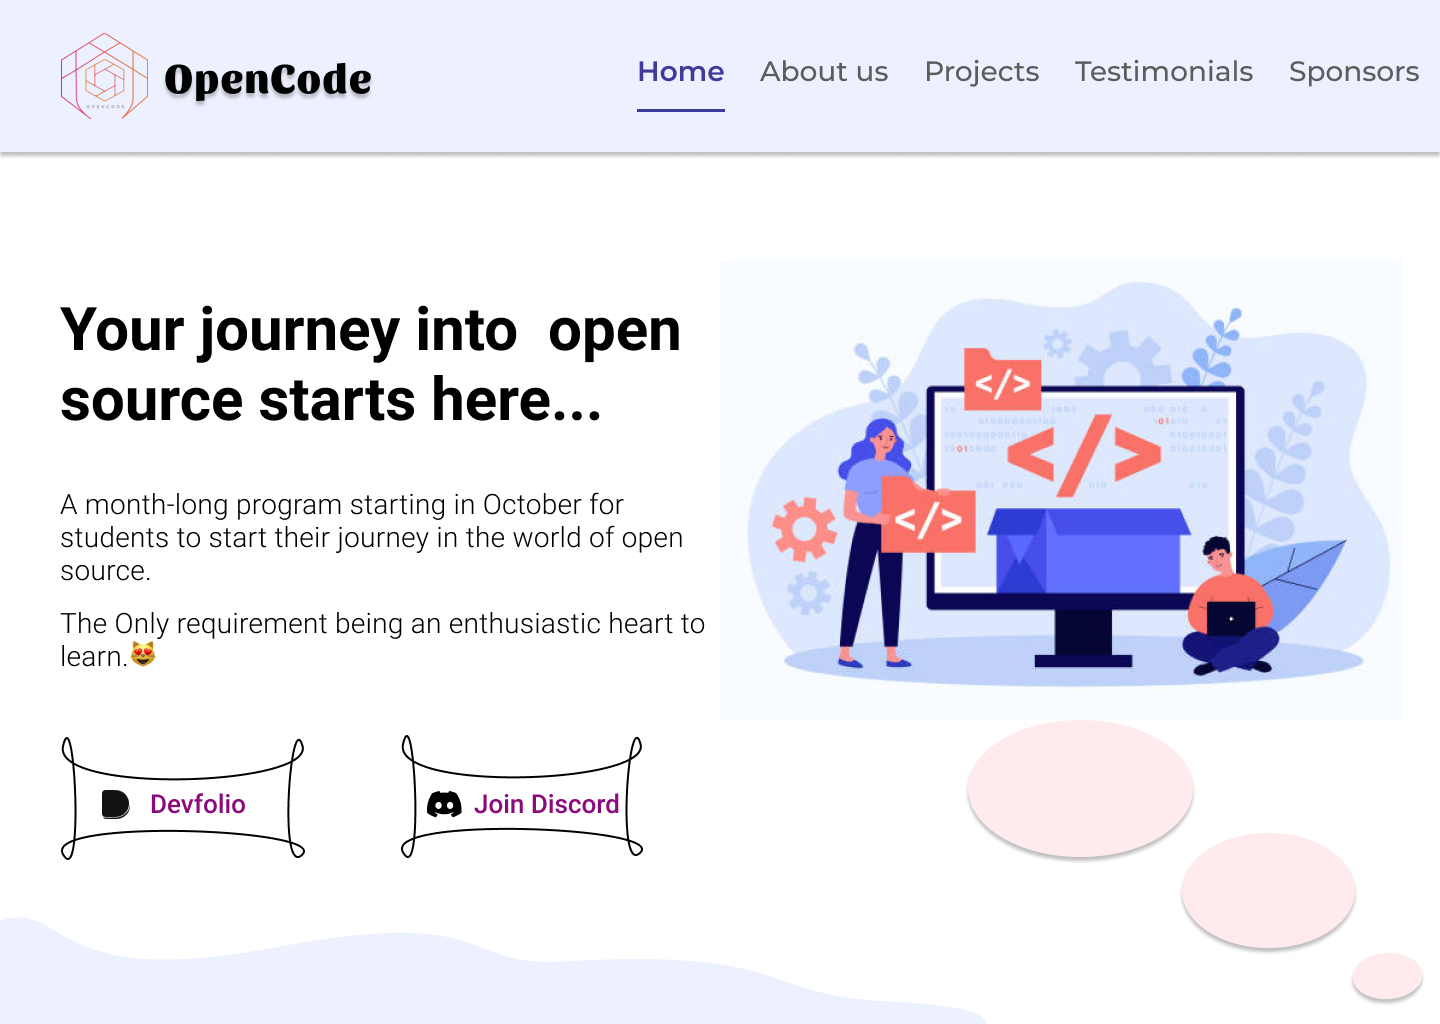 OPENCODE
OpenCode
Home About us Projects Testimonials Sponsors
Your journey into open
source starts here...
A month-long program starting in October for
students to start their journey in the world of open
source.
The Only requirement being an enthusiastic heart to
learn.😻
</>
</>
</>
Devfolio
Join Discord